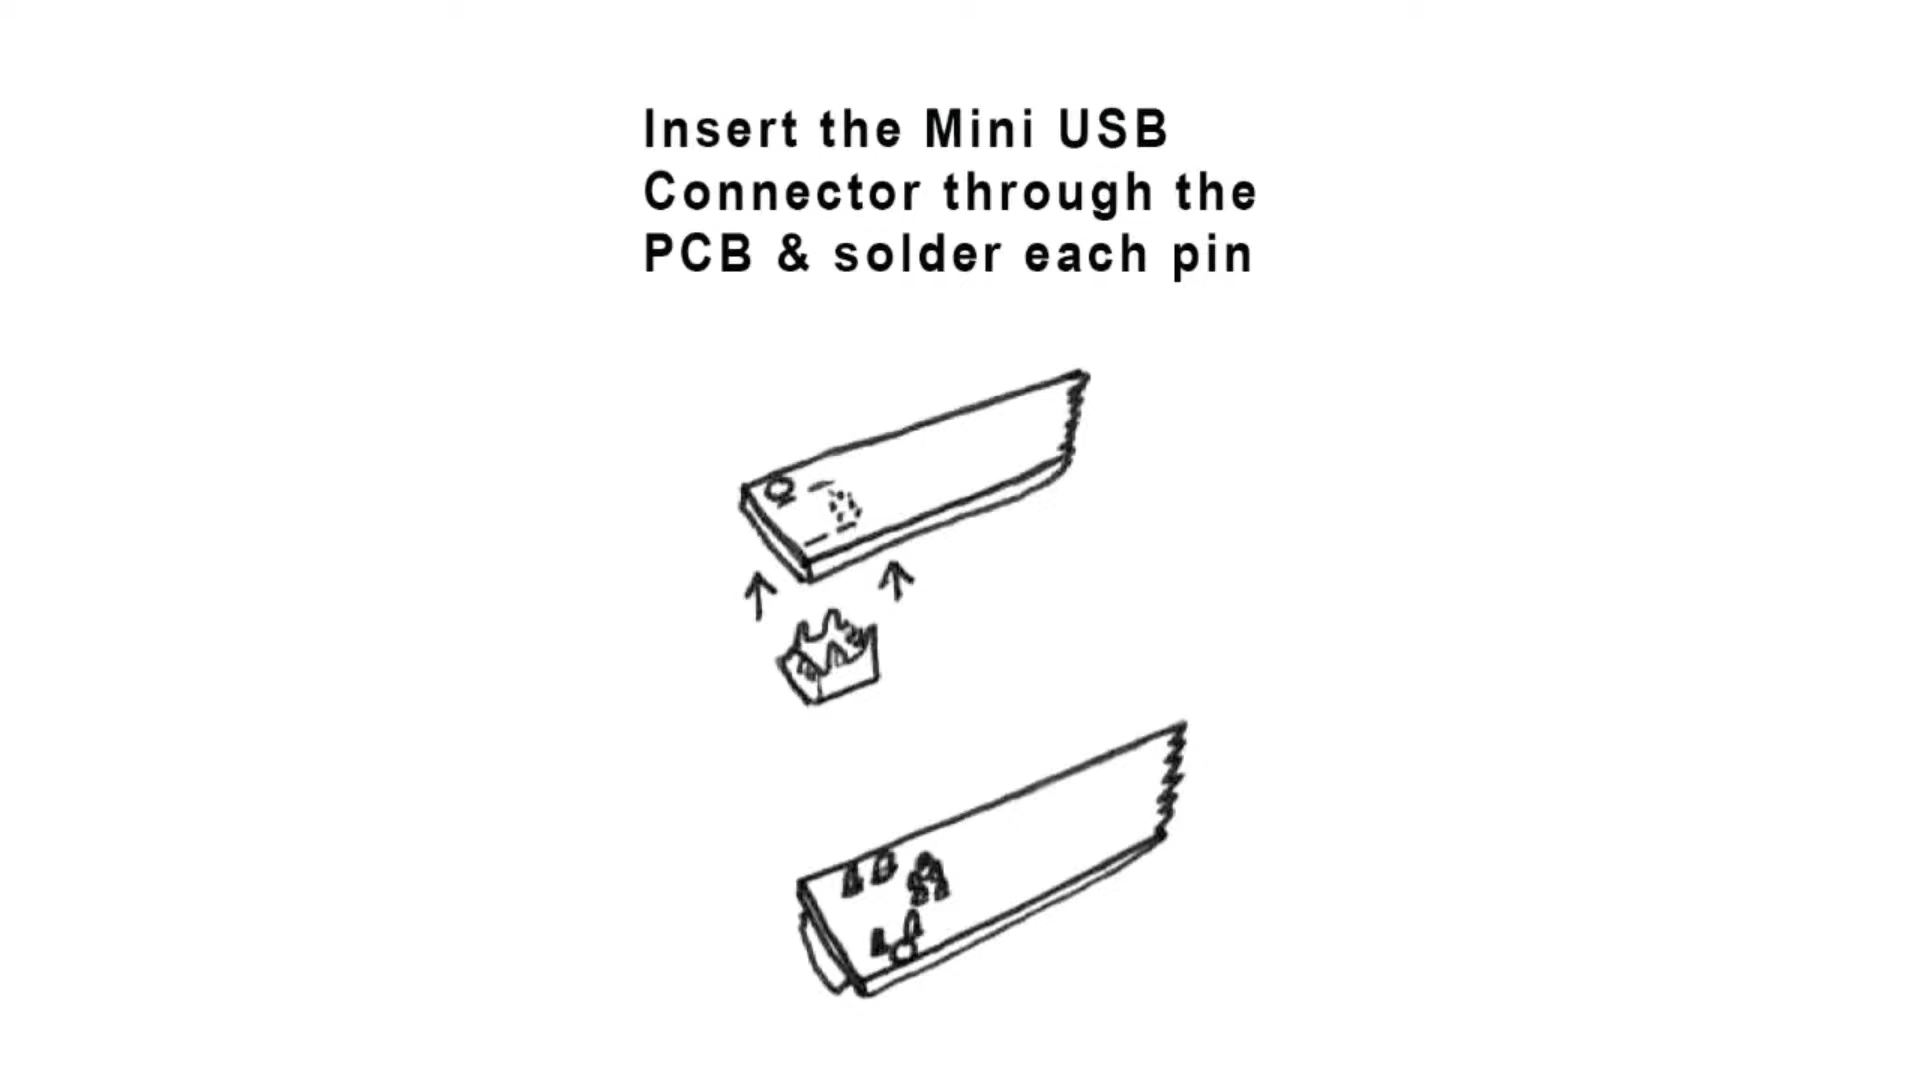 Insert the Mini USB
Connector through the
PCB & solder each pin